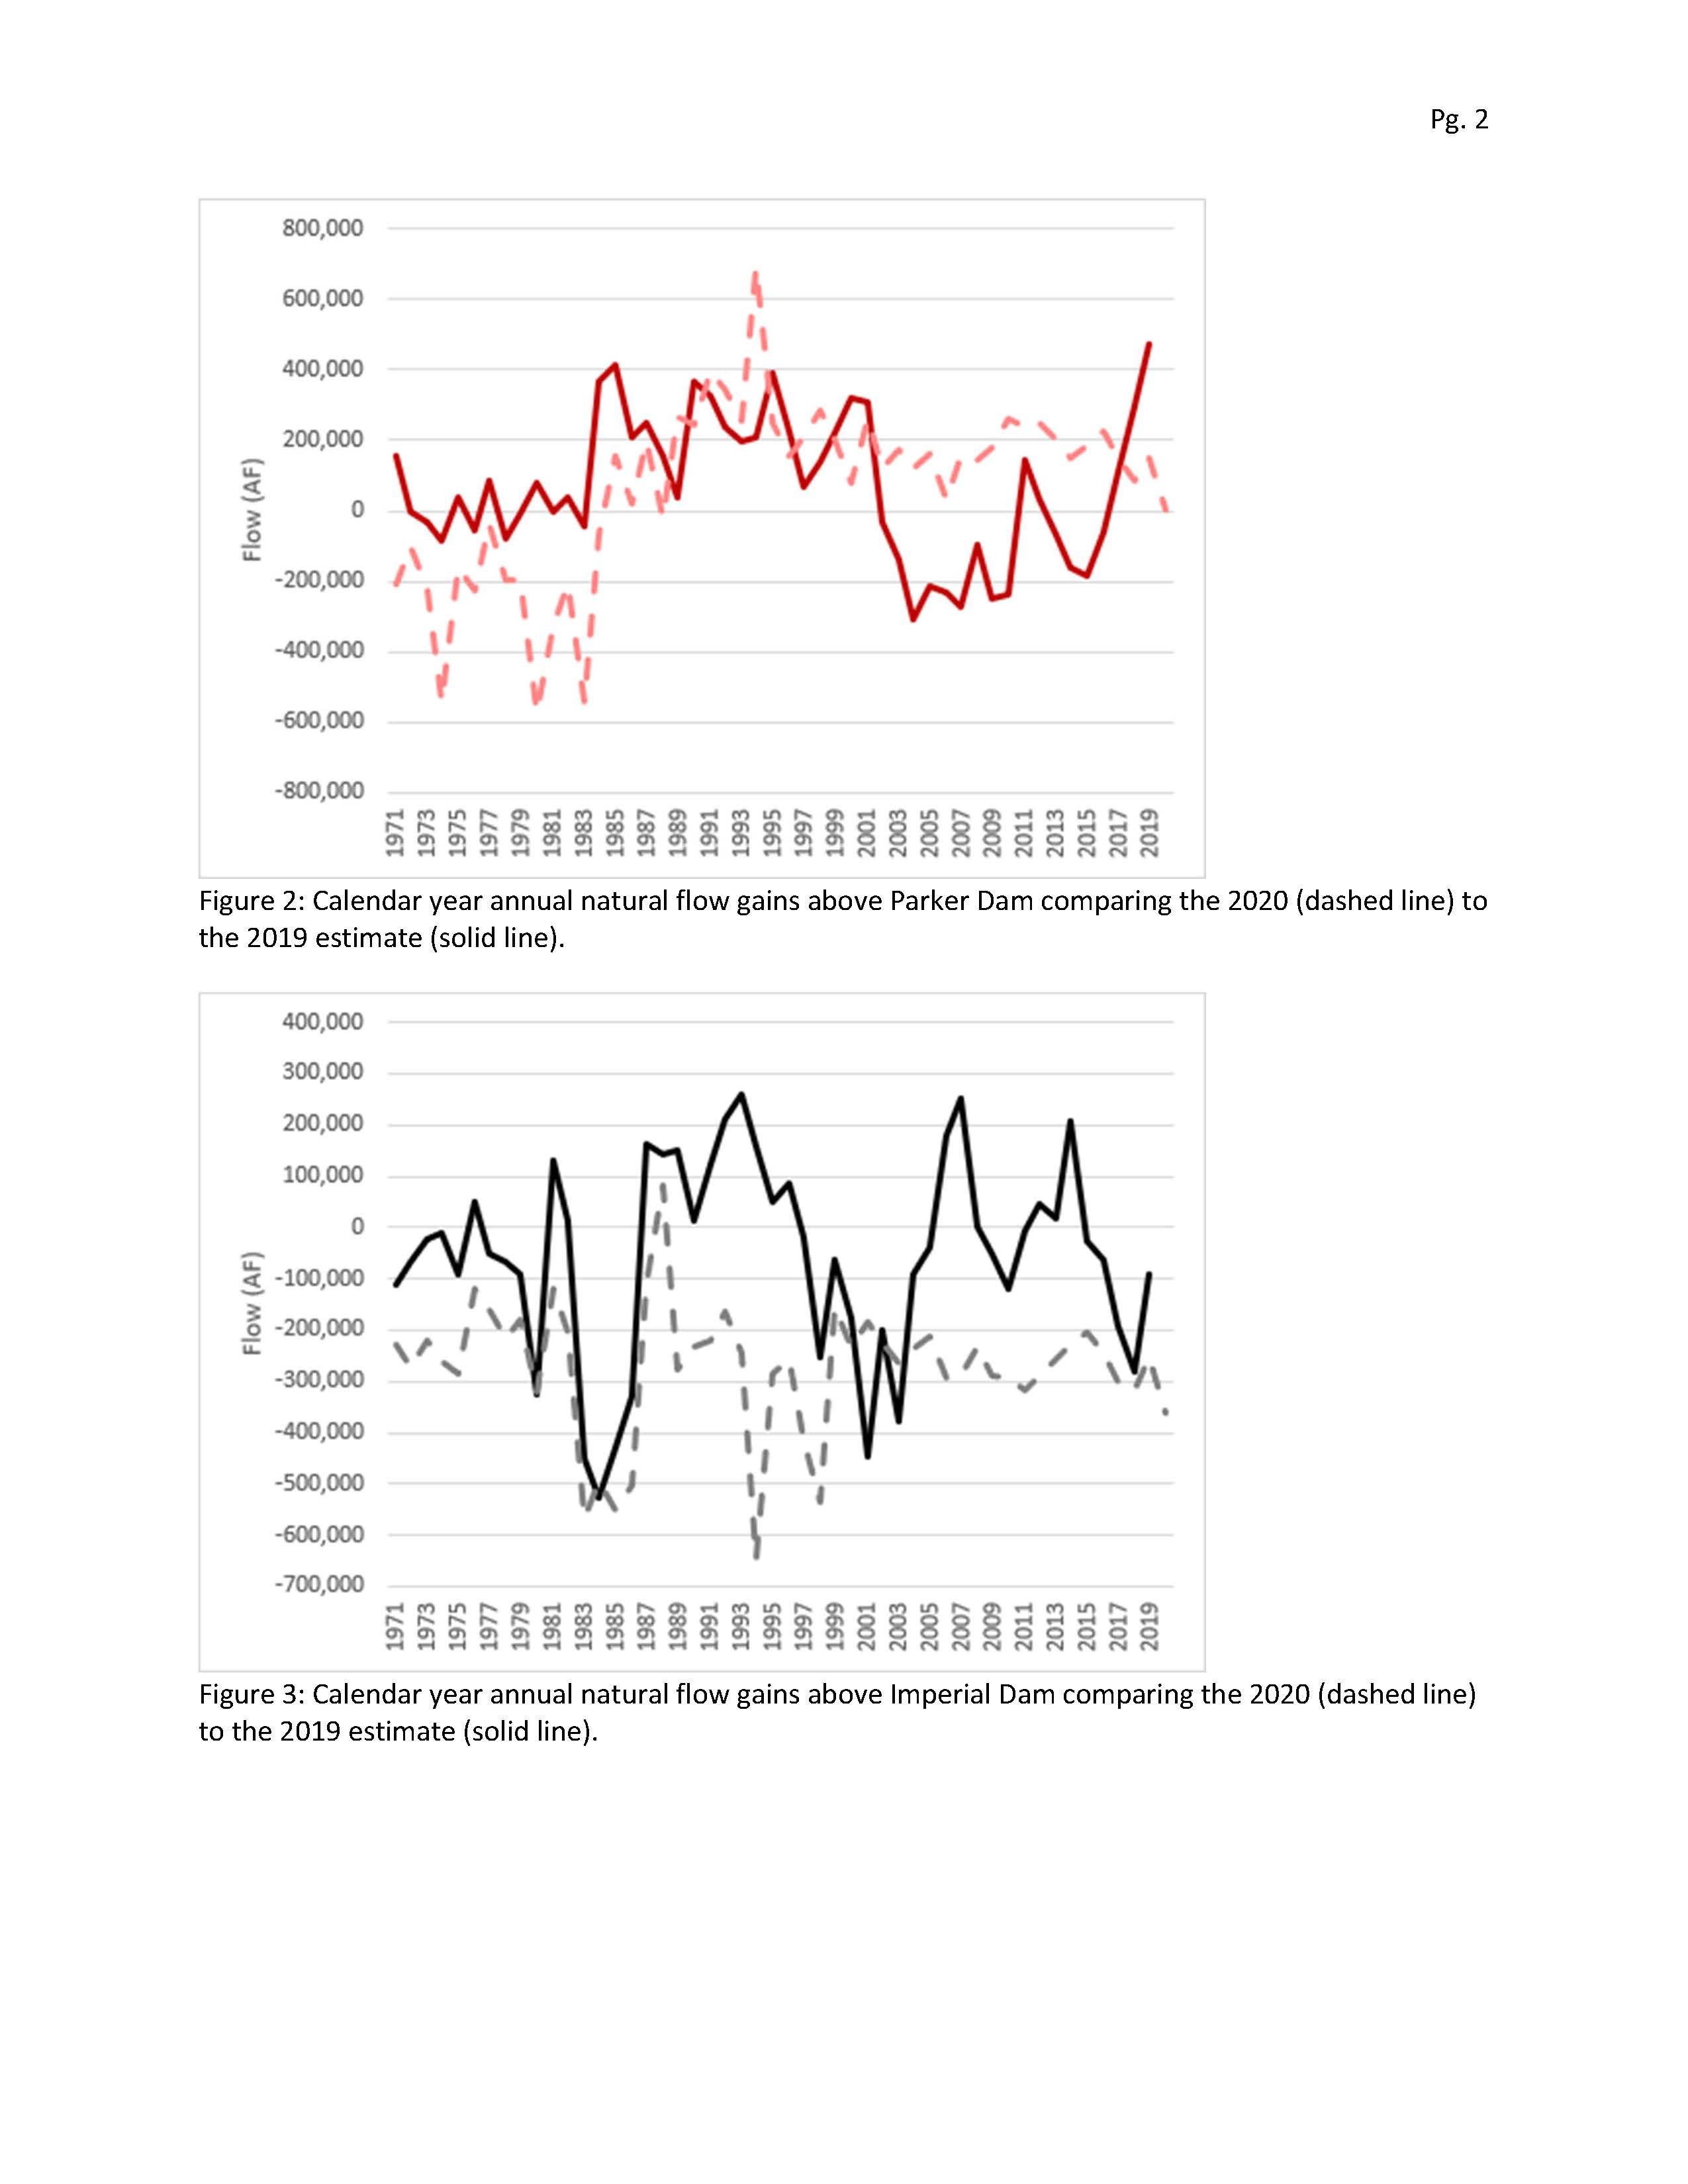 Pg. 2
800,000
600,000
400,000
200,000
0
-200,000
-400,000
-600,000
-800,000
Flow (AF)
1971 1973 1975 1977 1979 1981 1983 1985 1987 1989 1991 1993 1995 1997 1999 2001 2003 2005 2007 2009 2011 2013 2015 2017 2019
Figure 2: Calendar year annual natural flow gains above Parker Dam comparing the 2020 (dashed line) to
the 2019 estimate (solid line).
400,000
300,000
200,000
100,000
0
-100,000
-200,000
-300,000
-400,000
-500,000
-600,000
-700,000
Flow (AF)
1971 1973 1975 1977 1979 1981 1983 1985 1987 1989 1991 1993 1995 1997 1999 2001 2003 2005 2007 2009 2011 2013 2015 2017 2019
Figure 3: Calendar year annual natural flow gains above Imperial Dam comparing the 2020 (dashed line)
to the 2019 estimate (solid line).